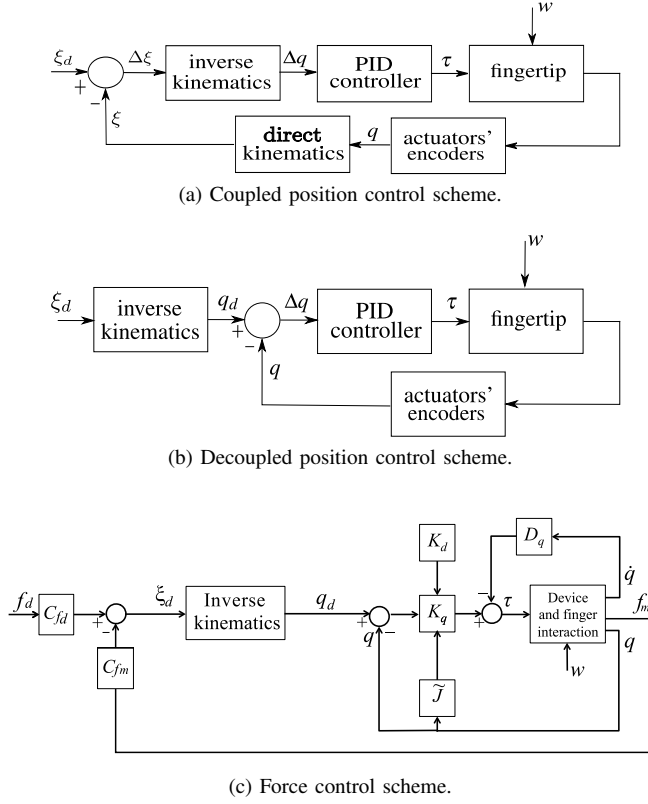 w
ξd Δξ inverse kinematics Δq PID controller τ fingertip
+
−
ξ direct kinematics q actuators' encoders
(a) Coupled position control scheme.
w
ξd inverse kinematics qd Δq PID controller τ fingertip
+
−
q actuators' encoders
(b) Decoupled position control scheme.
Kd Dq
q̇
fd Cfd + − ξd Inverse kinematics qd + − Kq − + τ Device and finger interaction fm
q q
Cfm J̃ w
(c) Force control scheme.